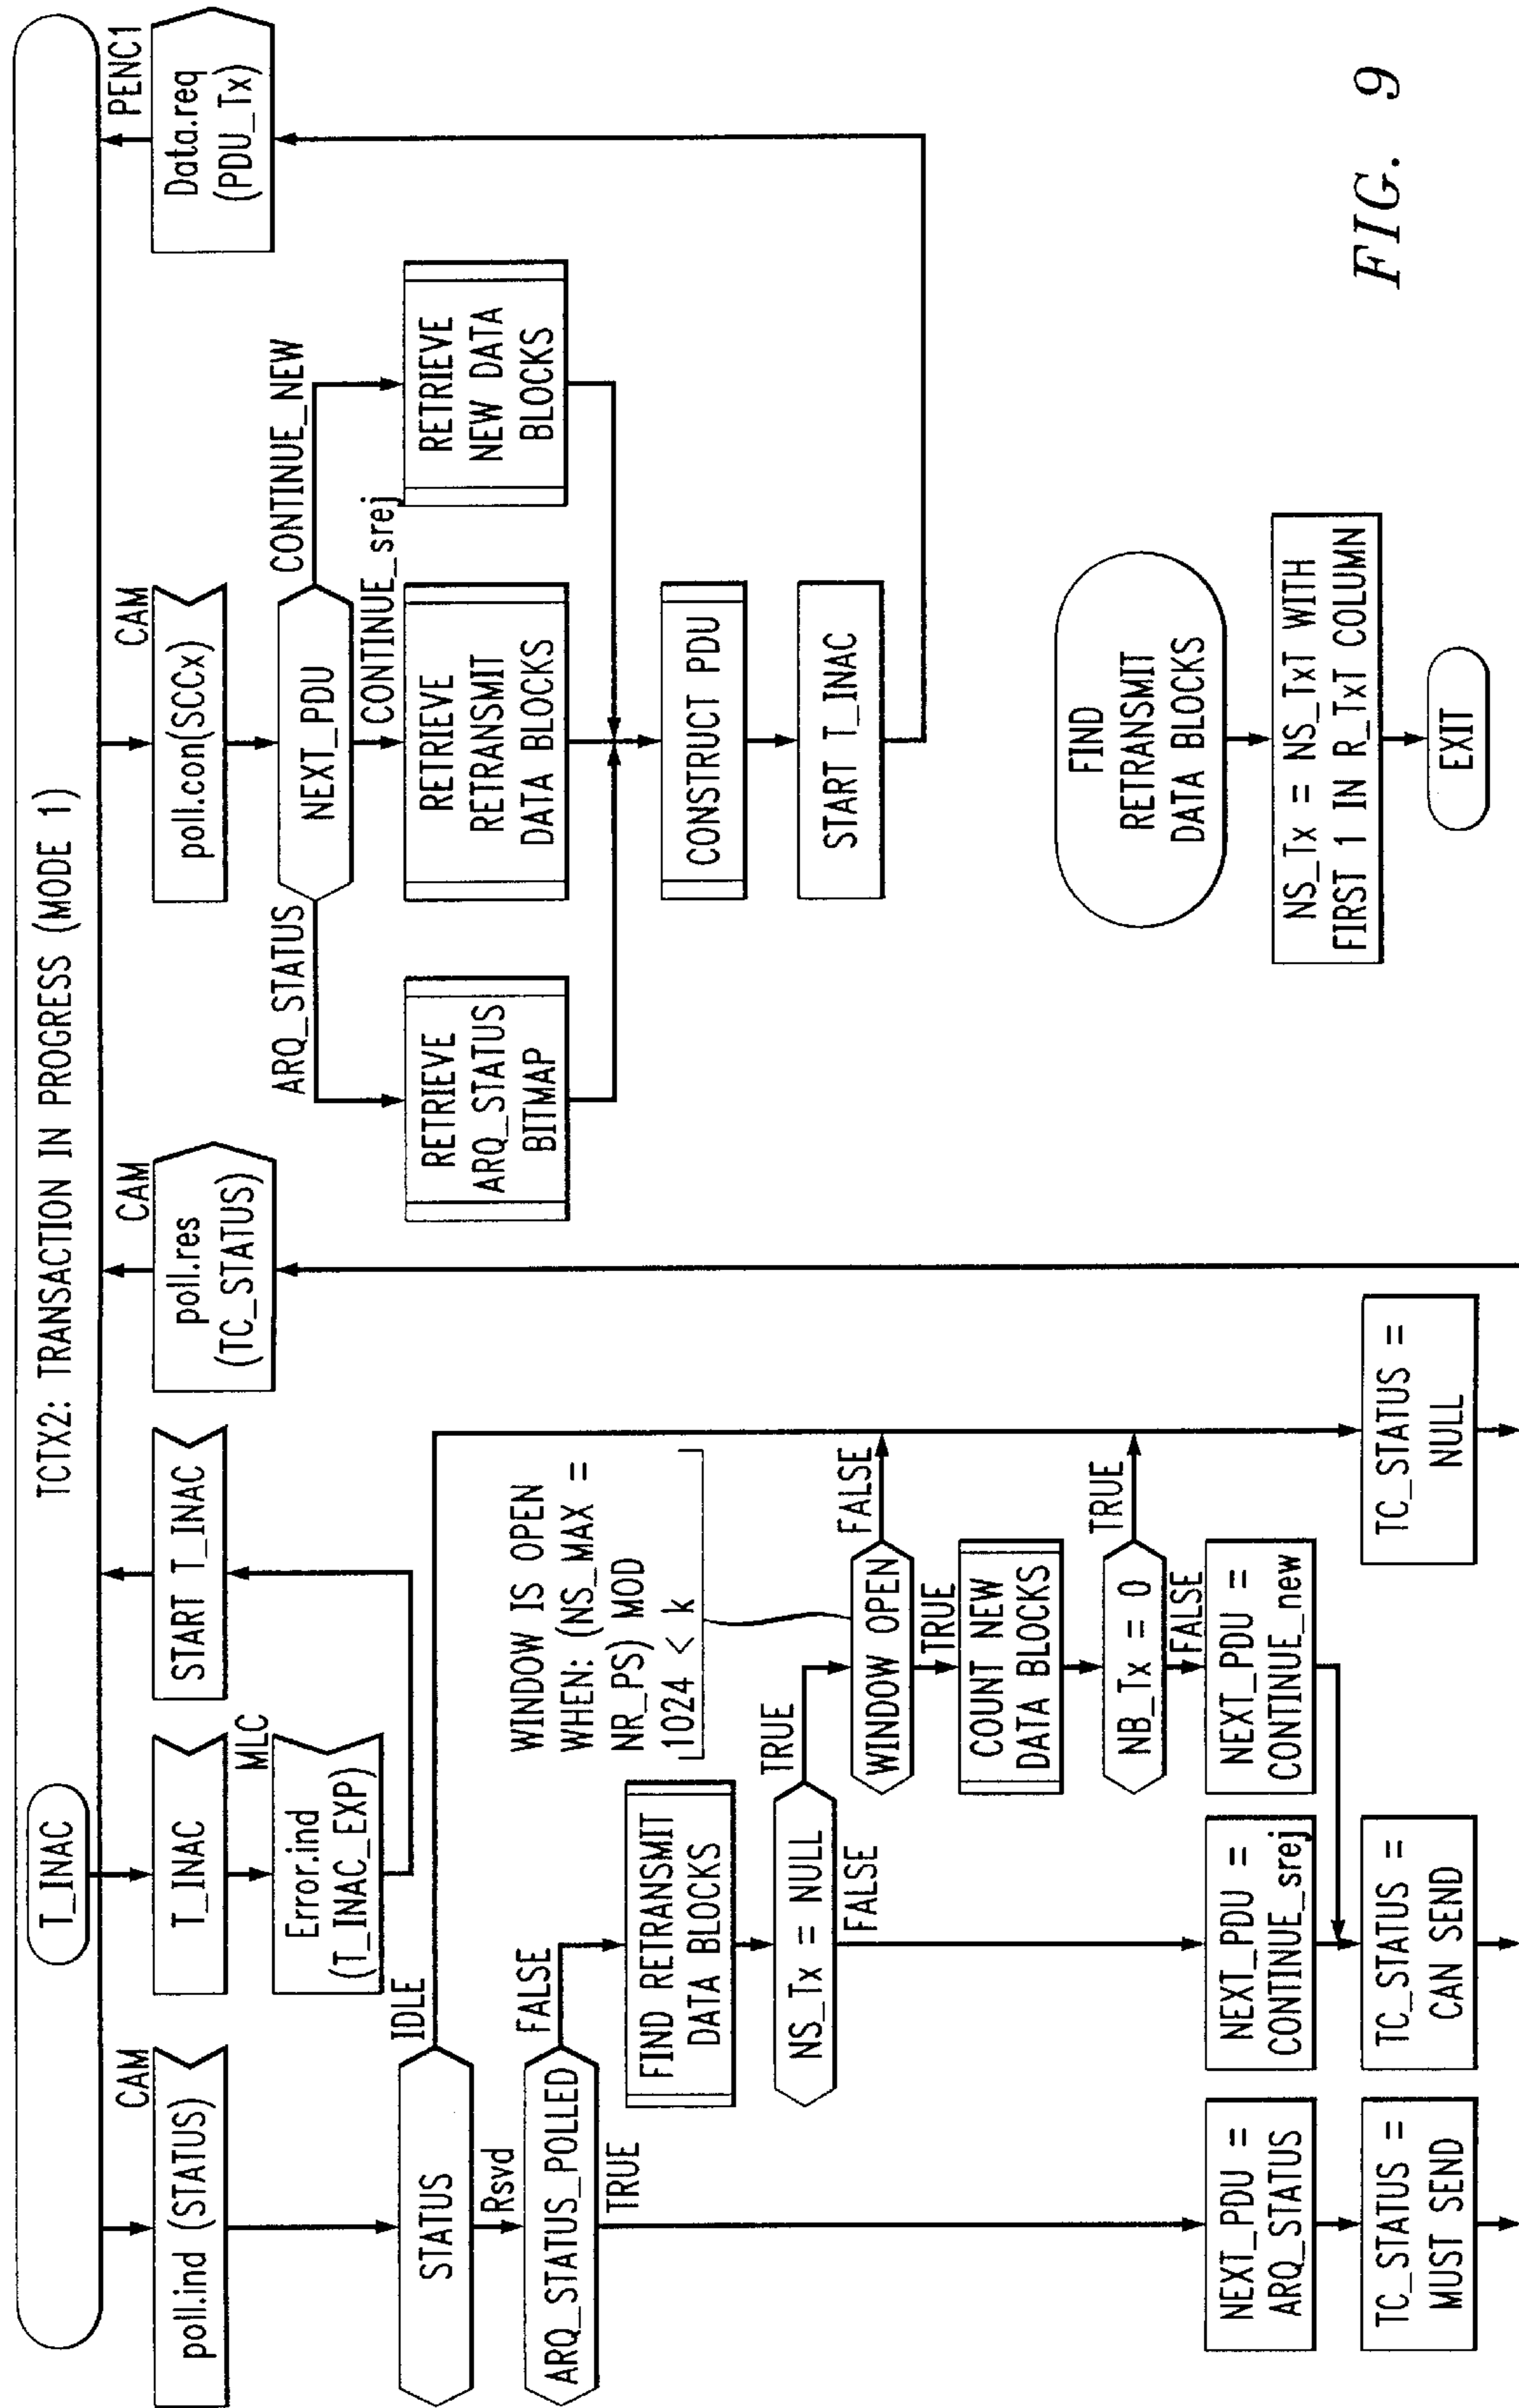 TCTX2: TRANSACTION IN PROGRESS (MODE 1)
T_INAC
CAM
poll.ind (STATUS)
STATUS
IDLE
Rsvd
ARQ_STATUS_POLLED
FALSE
TRUE
FIND RETRANSMIT
DATA BLOCKS
NS_Tx = NULL
TRUE
FALSE
WINDOW IS OPEN
WHEN: (NS_MAX =
NR_PS) MOD
1024 < k
WINDOW OPEN
FALSE
TRUE
COUNT NEW
DATA BLOCKS
NB_Tx = 0
TRUE
FALSE
NEXT_PDU =
ARQ_STATUS
NEXT_PDU =
CONTINUE_srej
NEXT_PDU =
CONTINUE_new
TC_STATUS =
MUST SEND
TC_STATUS =
CAN SEND
TC_STATUS =
NULL
T_INAC
MLC
Error.ind
(T_INAC_EXP)
START T_INAC
CAM
poll.res
(TC_STATUS)
CAM
poll.con(SCCx)
NEXT_PDU
ARQ_STATUS
CONTINUE_srej
CONTINUE_NEW
RETRIEVE
ARQ_STATUS
BITMAP
RETRIEVE
RETRANSMIT
DATA BLOCKS
RETRIEVE
NEW DATA
BLOCKS
CONSTRUCT PDU
START T_INAC
PENC1
Data.req
(PDU_Tx)
FIND
RETRANSMIT
DATA BLOCKS
NS_Tx = NS_TxT WITH
FIRST 1 IN R_TxT COLUMN
EXIT
FIG. 9